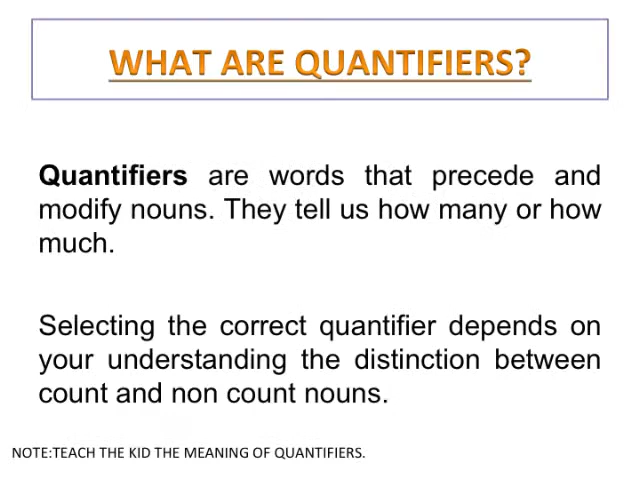 WHAT ARE QUANTIFIERS?
Quantifiers are words that precede and
modify nouns. They tell us how many or how
much.
Selecting the correct quantifier depends on
your understanding the distinction between
count and non count nouns.
NOTE:TEACH THE KID THE MEANING OF QUANTIFIERS.